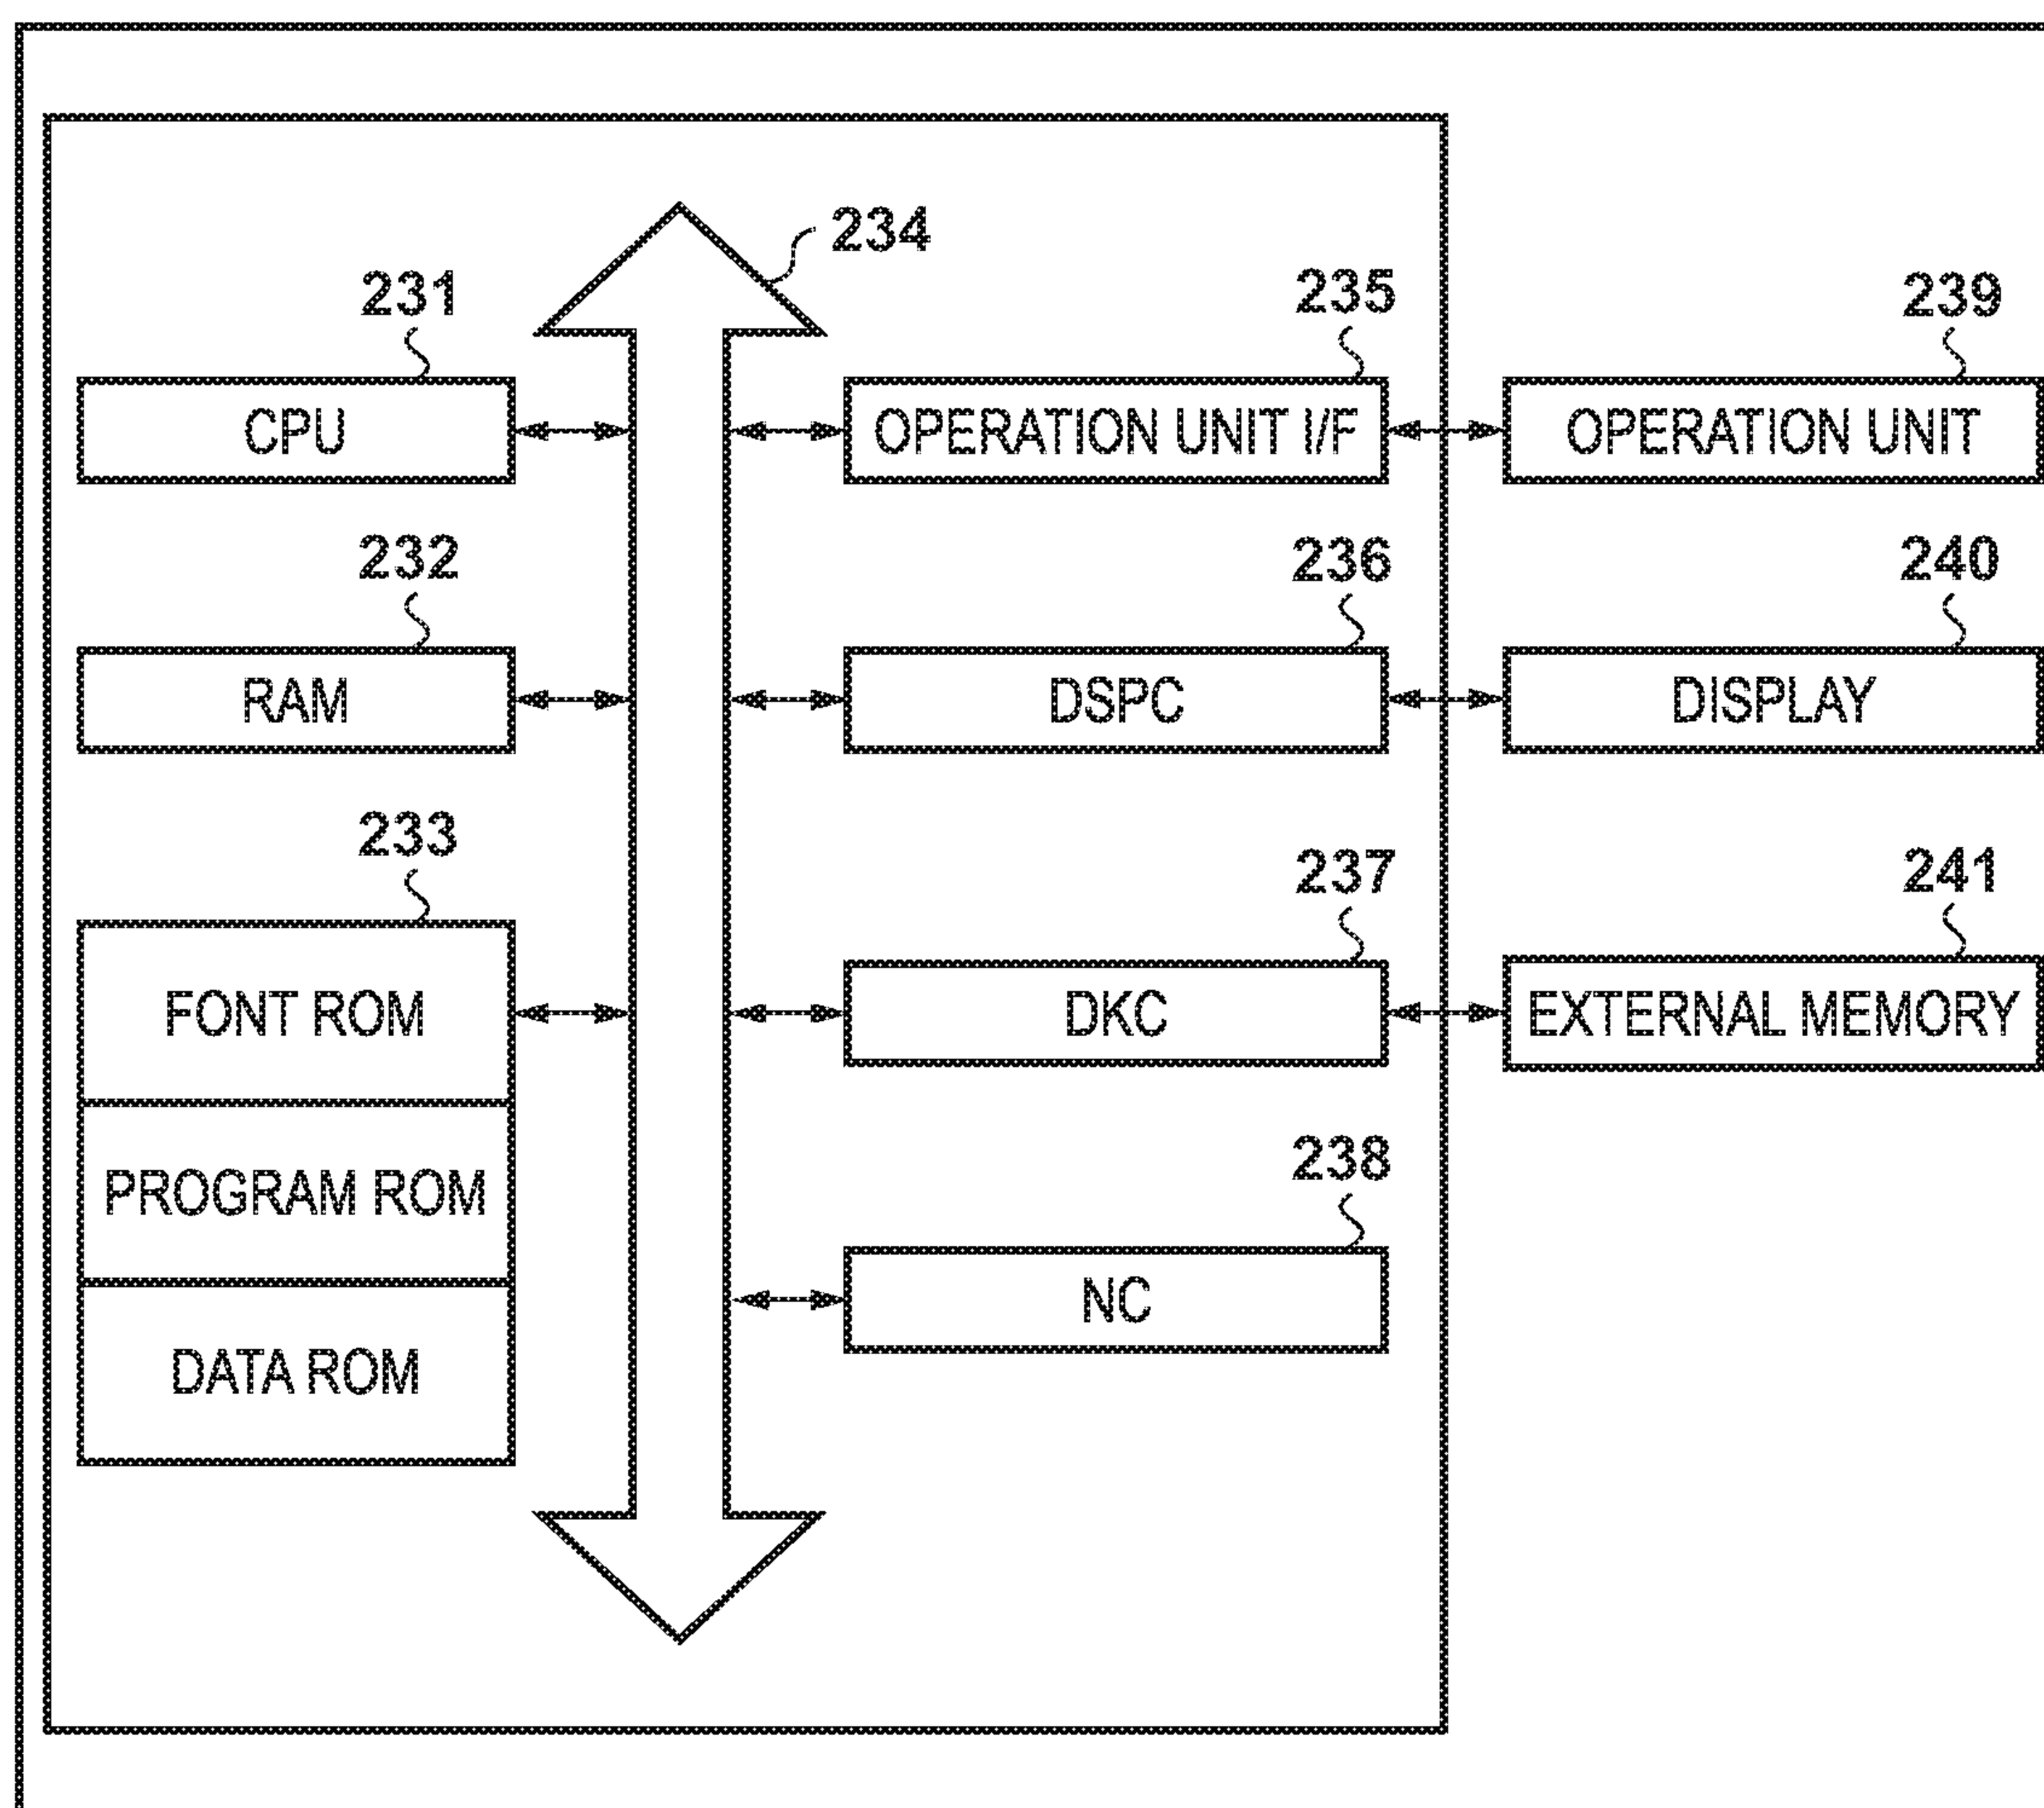 234
231
235
239
CPU
OPERATION UNIT I/F
OPERATION UNIT
232
236
240
RAM
DSPC
DISPLAY
233
237
241
FONT ROM
DKC
EXTERNAL MEMORY
PROGRAM ROM
238
NC
DATA ROM